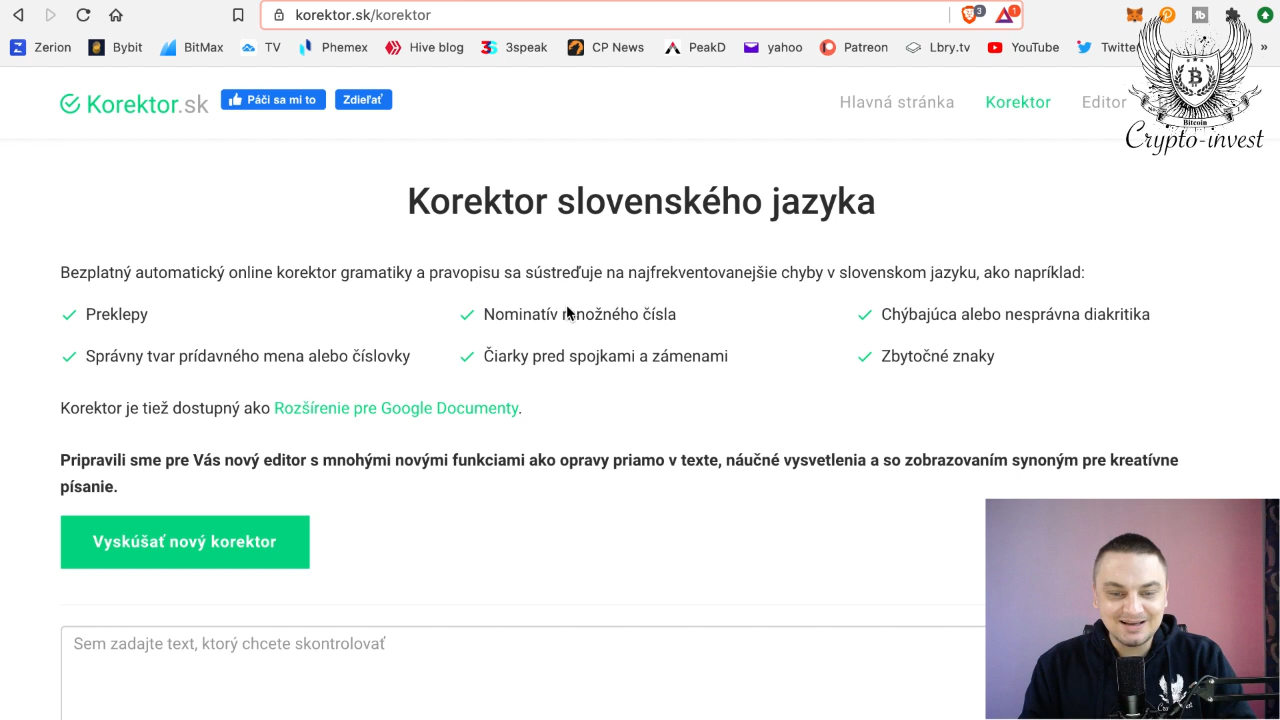 korektor.sk/korektor
3
1
Zerion
Bybit
BitMax
TV
Phemex
Hive blog
3speak
CP News
PeakD
yahoo
Patreon
Lbry.tv
YouTube
»
Korektor.sk
Páči sa mi to
Zdieľať
Hlavná stránka
Korektor
Editor
Bitcoin
Crypto-invest
Korektor slovenského jazyka
Bezplatný automatický online korektor gramatiky a pravopisu sa sústreďuje na najfrekventovanejšie chyby v slovenskom jazyku, ako napríklad:
Preklepy
Nominatív množného čísla
Chýbajúca alebo nesprávna diakritika
Správny tvar prídavného mena alebo číslovky
Čiarky pred spojkami a zámenami
Zbytočné znaky
Korektor je tiež dostupný ako Rozšírenie pre Google Documenty.
Pripravili sme pre Vás nový editor s mnohými novými funkciami ako opravy priamo v texte, náučné vysvetlenia a so zobrazovaním synoným pre kreatívne
písanie.
Vyskúšať nový korektor
Sem zadajte text, ktorý chcete skontrolovať